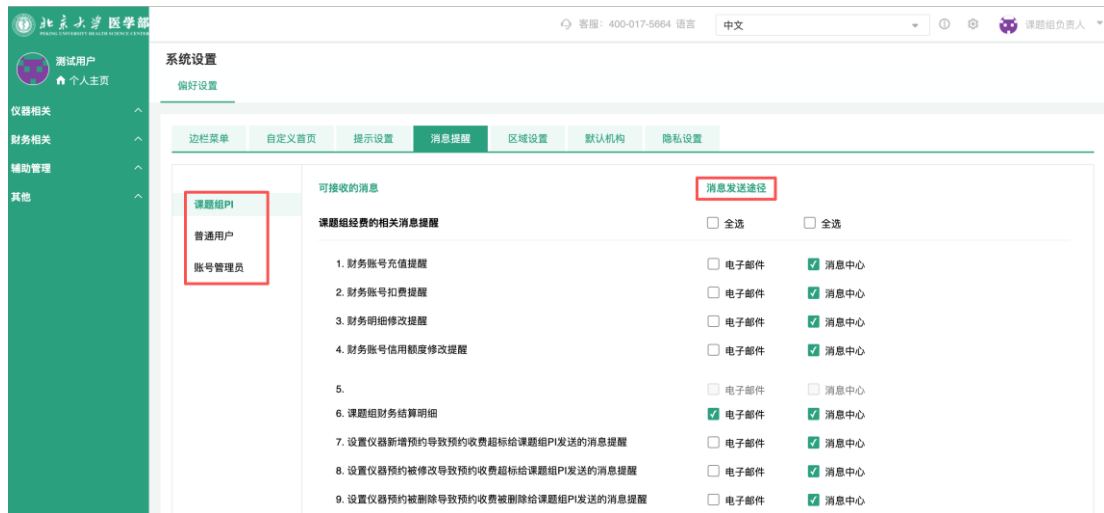 北京大学 医学部
PEKING UNIVERSITY HEALTH SCIENCE CENTER
客服：400-017-5664 语言 中文 课题组负责人
测试用户
个人主页
仪器相关
财务相关
辅助管理
其他
系统设置
偏好设置
边栏菜单 自定义首页 提示设置 消息提醒 区域设置 默认机构 隐私设置
课题组PI
普通用户
账号管理员
可接收的消息 消息发送途径
课题组经费的相关消息提醒 全选 全选
1. 财务账号充值提醒 电子邮件 消息中心
2. 财务账号扣费提醒 电子邮件 消息中心
3. 财务明细修改提醒 电子邮件 消息中心
4. 财务账号信用额度修改提醒 电子邮件 消息中心
5. 电子邮件 消息中心
6. 课题组财务结算明细 电子邮件 消息中心
7. 设置仪器新增预约导致预约收费超标给课题组PI发送的消息提醒 电子邮件 消息中心
8. 设置仪器预约被修改导致预约收费超标给课题组PI发送的消息提醒 电子邮件 消息中心
9. 设置仪器预约被删除导致预约收费被删除给课题组PI发送的消息提醒 电子邮件 消息中心